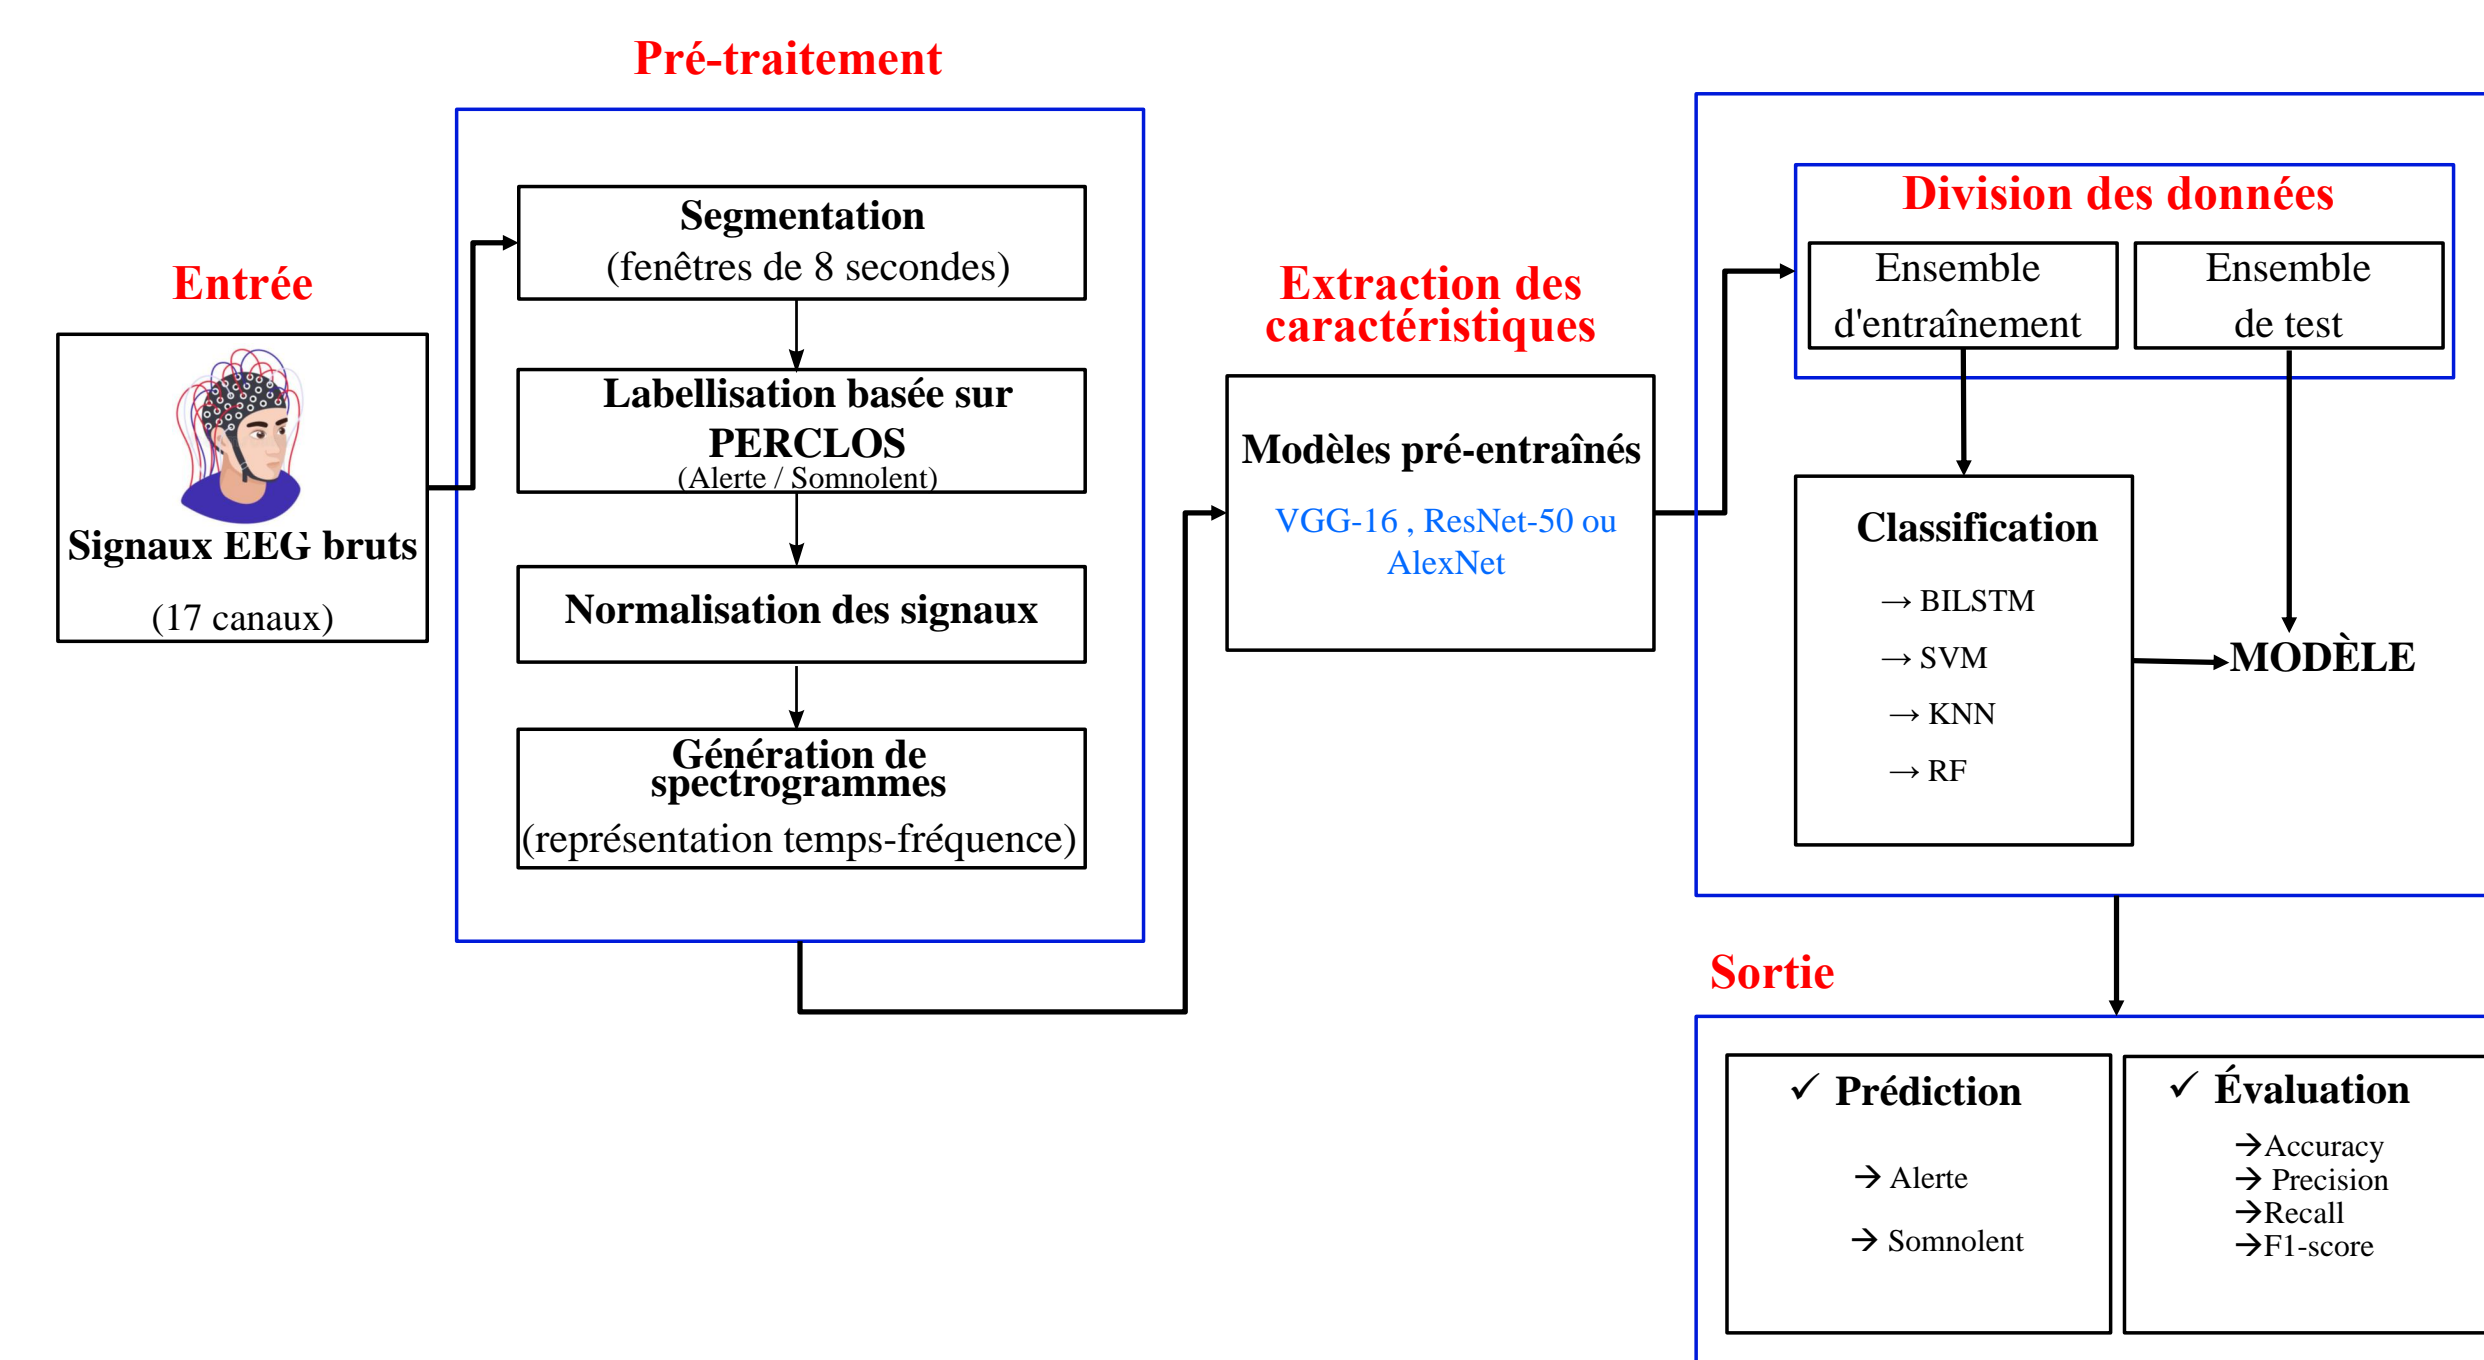 Entrée
Signaux EEG bruts
(17 canaux)
Pré-traitement
Segmentation
(fenêtres de 8 secondes)
Labellisation basée sur
PERCLOS
(Alerte / Somnolent)
Normalisation des signaux
Génération de
spectrogrammes
(représentation temps-fréquence)
Extraction des
caractéristiques
Modèles pré-entraînés
VGG-16 , ResNet-50 ou
AlexNet
Division des données
Ensemble
d'entraînement
Ensemble
de test
Classification
→ BILSTM
→ SVM
→ KNN
→ RF
MODÈLE
Sortie
✓ Prédiction
→ Alerte
→ Somnolent
✓ Évaluation
→Accuracy
→ Precision
→Recall
→F1-score